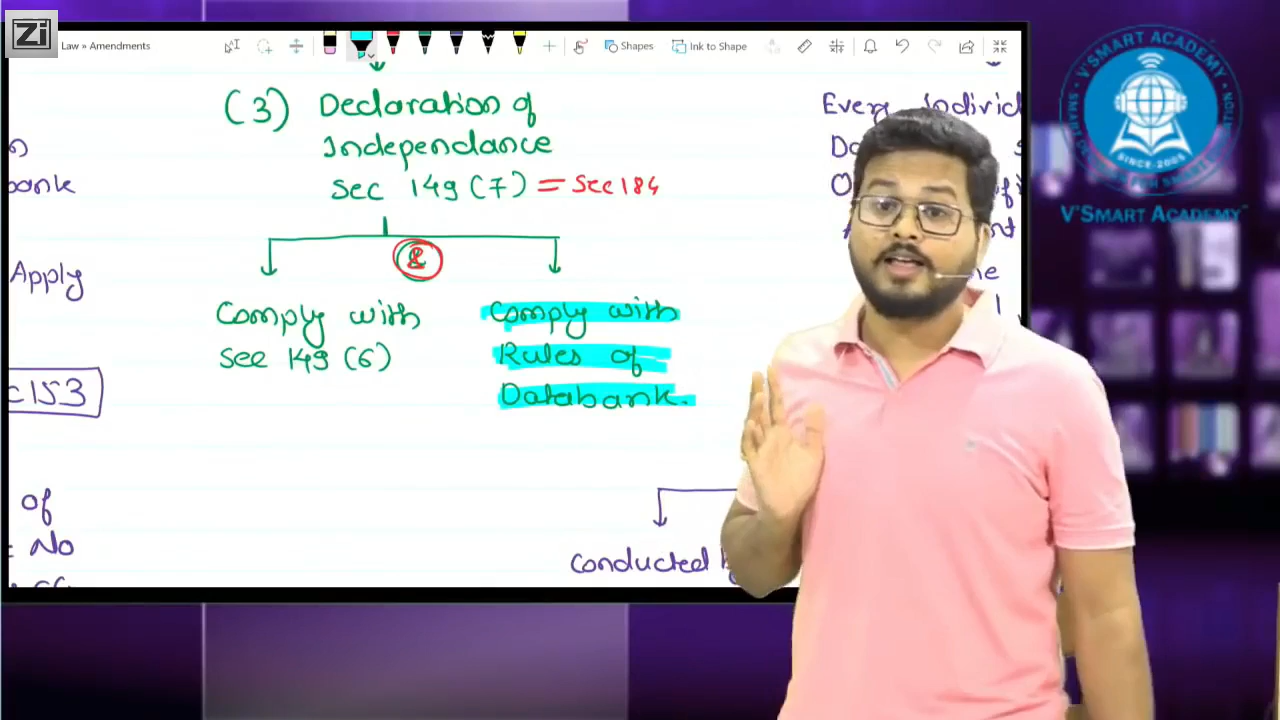 Zi
Law » Amendments
Shapes
Ink to Shape
(3) Declaration of
Independance
Sec 149 (7) = Sec 184
&
Comply with
Sec 149 (6)
Comply with
Rules of
Databank.
bank
Apply
c153
of
No
Every individ
conducted
V'SMART ACADEMY
SINCE-2005
V'SMART ACADEMY